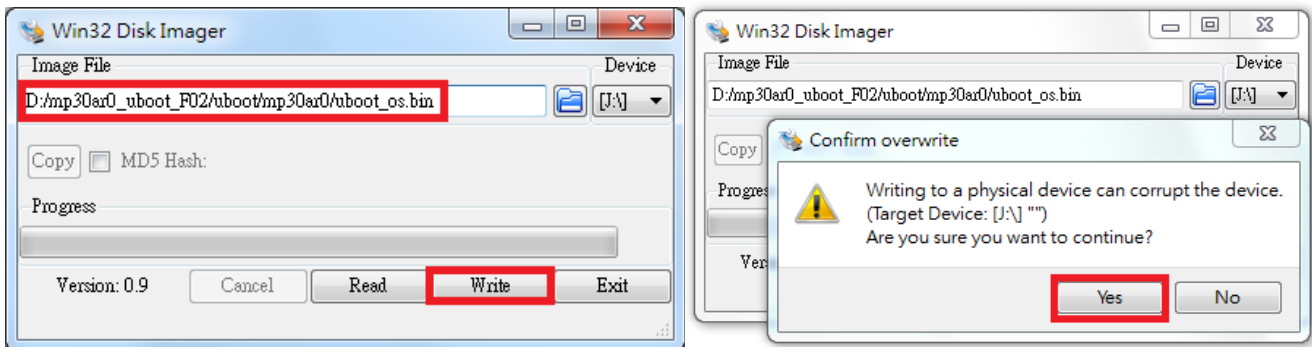 Win32 Disk Imager
Image File
Device
D:/mp30ar0_uboot_F02/uboot/mp30ar0/uboot_os.bin
[J:\]
Copy
MD5 Hash:
Progress
Version: 0.9
Cancel
Read
Write
Exit
Win32 Disk Imager
Image File
Device
D:/mp30ar0_uboot_F02/uboot/mp30ar0/uboot_os.bin
[J:\]
Copy
Progres
Ver
Confirm overwrite
Writing to a physical device can corrupt the device.
(Target Device: [J:\] "")
Are you sure you want to continue?
Yes
No